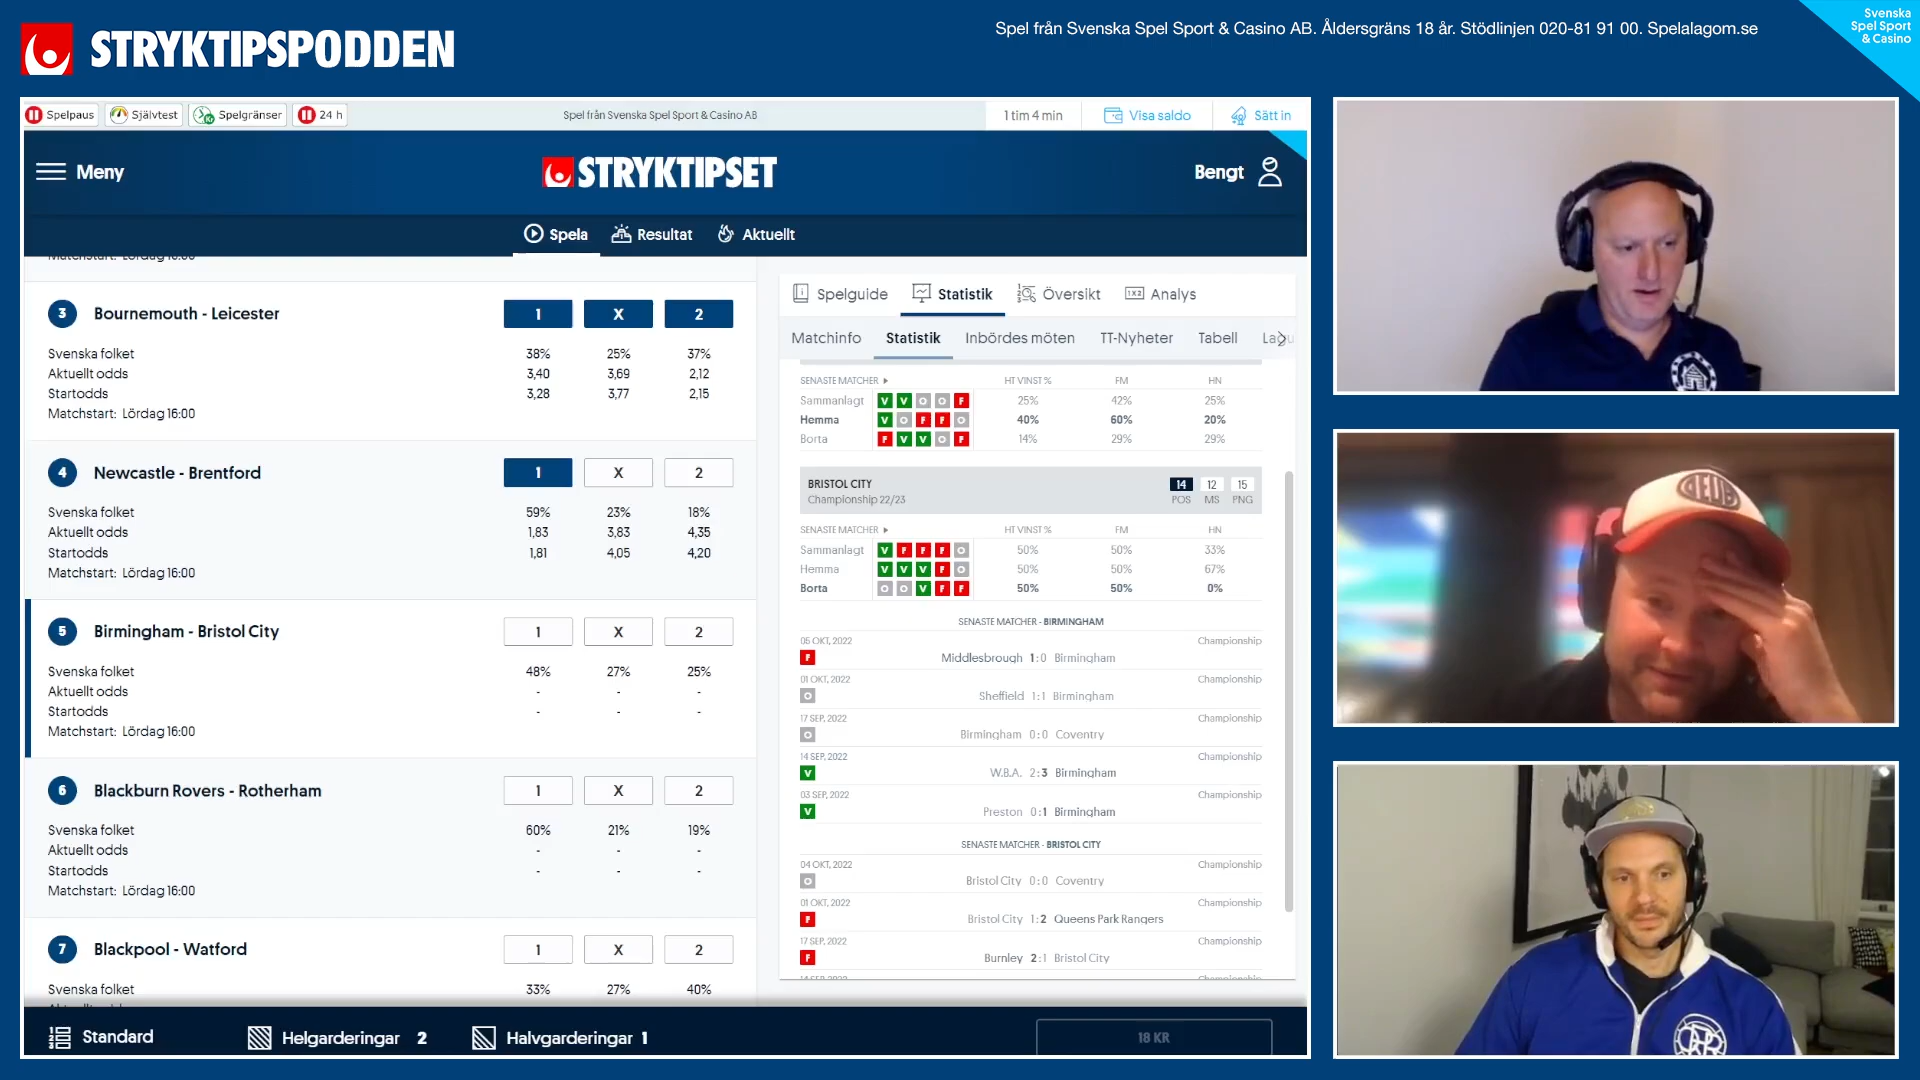 STRYKTIPSPODDEN
Spel från Svenska Spel Sport & Casino AB. Åldersgräns 18 år. Stödlinjen 020-81 91 00. Spelalagom.se
Svenska
Spel Sport
& Casino
Spelpaus Självtest Spelgränser 24 h
Spel från Svenska Spel Sport & Casino AB
1 tim 4 min Visa saldo Sätt in
Meny
STRYKTIPSET
Bengt
Spela Resultat Aktuellt
Matchstart: Lördag 16:00
3 Bournemouth - Leicester 1 X 2
Svenska folket 38% 25% 37%
Aktuellt odds 3,40 3,69 2,12
Startodds 3,28 3,77 2,15
Matchstart: Lördag 16:00
4 Newcastle - Brentford 1 X 2
Svenska folket 59% 23% 18%
Aktuellt odds 1,83 3,83 4,35
Startodds 1,81 4,05 4,20
Matchstart: Lördag 16:00
5 Birmingham - Bristol City 1 X 2
Svenska folket 48% 27% 25%
Aktuellt odds - - -
Startodds - - -
Matchstart: Lördag 16:00
6 Blackburn Rovers - Rotherham 1 X 2
Svenska folket 60% 21% 19%
Aktuellt odds - - -
Startodds - - -
Matchstart: Lördag 16:00
7 Blackpool - Watford 1 X 2
Svenska folket 33% 27% 40%
Spelguide Statistik Översikt Analys
Matchinfo Statistik Inbördes möten TT-Nyheter Tabell
SENASTE MATCHER HT VINST % FM HN
Sammanlagt V V O O F 25% 42% 25%
Hemma V O F F O 40% 60% 20%
Borta F V V O F 14% 29% 29%
BRISTOL CITY 14 12 15
Championship 22/23 POS MS PNG
SENASTE MATCHER HT VINST % FM HN
Sammanlagt V F F F O 50% 50% 33%
Hemma V V V F O 50% 50% 67%
Borta O O V F F 50% 50% 0%
SENASTE MATCHER - BIRMINGHAM
05 OKT, 2022 Championship
F Middlesbrough 1:0 Birmingham
01 OKT, 2022 Championship
O Sheffield 1:1 Birmingham
17 SEP, 2022 Championship
O Birmingham 0:0 Coventry
14 SEP, 2022 Championship
V W.B.A. 2:3 Birmingham
03 SEP, 2022 Championship
V Preston 0:1 Birmingham
SENASTE MATCHER - BRISTOL CITY
04 OKT, 2022 Championship
O Bristol City 0:0 Coventry
01 OKT, 2022 Championship
F Bristol City 1:2 Queens Park Rangers
17 SEP, 2022 Championship
F Burnley 2:1 Bristol City
Standard Helgarderingar 2 Halvgarderingar 1 18 KR